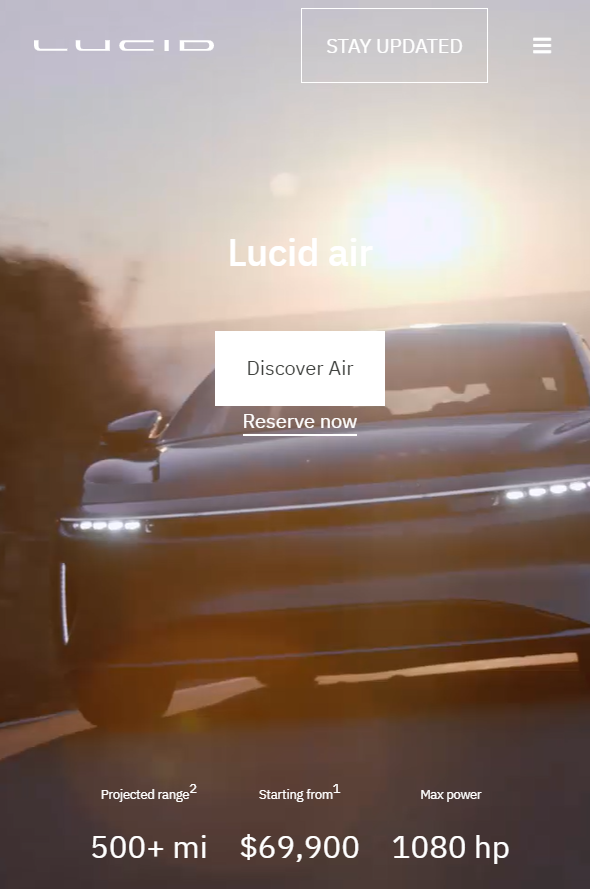 LUCID
STAY UPDATED
Lucid air
Discover Air
Reserve now
Projected range2 Starting from1 Max power
500+ mi $69,900 1080 hp